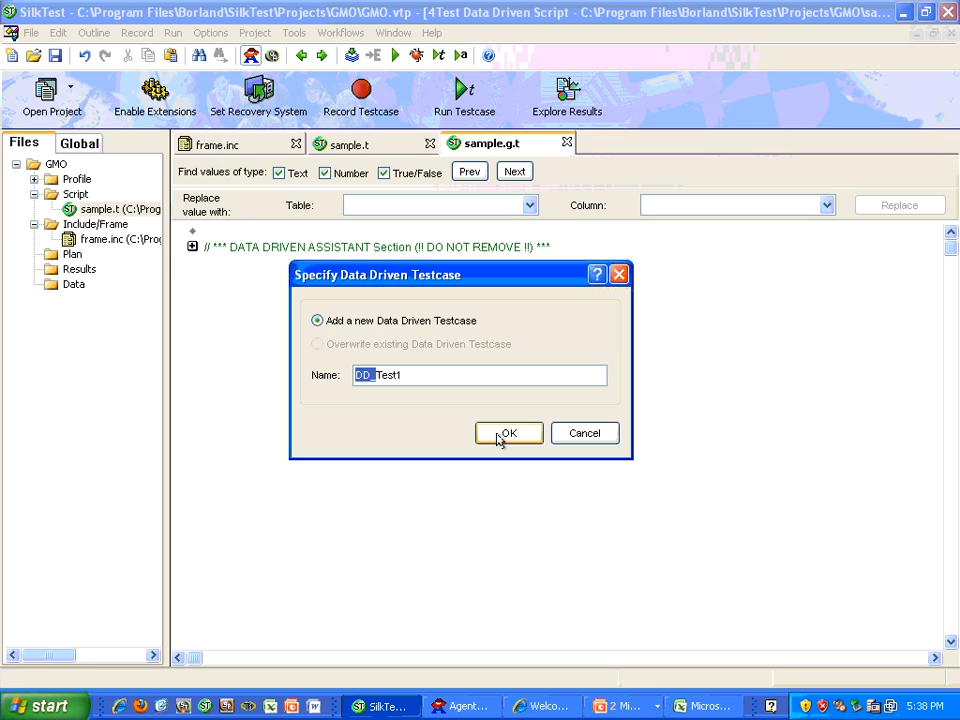 SilkTest - C:\Program Files\Borland\SilkTest\Projects\GMO\GMO.vtp - [4Test Data Driven Script - C:\Program Files\Borland\SilkTest\Projects\GMO\sa...
File Edit Outline Record Run Options Project Tools Workflows Window Help
Open Project Enable Extensions Set Recovery System Record Testcase Run Testcase Explore Results
Files Global
frame.inc sample.t sample.g.t
Find values of type: Text Number True/False Prev Next
Replace value with: Table: Column: Replace
GMO
Profile
Script
sample.t (C:\Prog
Include/Frame
frame.inc (C:\Pro
Plan
Results
Data
// *** DATA DRIVEN ASSISTANT Section (!! DO NOT REMOVE !!) ***
Specify Data Driven Testcase
Add a new Data Driven Testcase
Overwrite existing Data Driven Testcase
Name: DD_Test1
OK Cancel
start SilkTe... Agent... Welco... 2 Mi... Micros... 5:38 PM